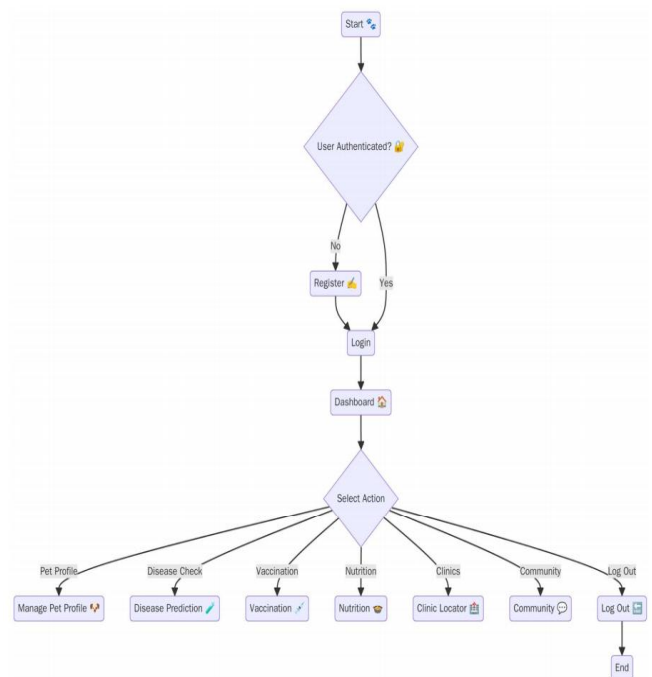 Start 🐾
User Authenticated? 🔐
No
Yes
Register ✍️
Login
Dashboard 🏠
Select Action
Pet Profile
Disease Check
Vaccination
Nutrition
Clinics
Community
Log Out
Manage Pet Profile 🐶
Disease Prediction 🧪
Vaccination 💉
Nutrition 🍲
Clinic Locator 🏥
Community 💬
Log Out 🔙
End